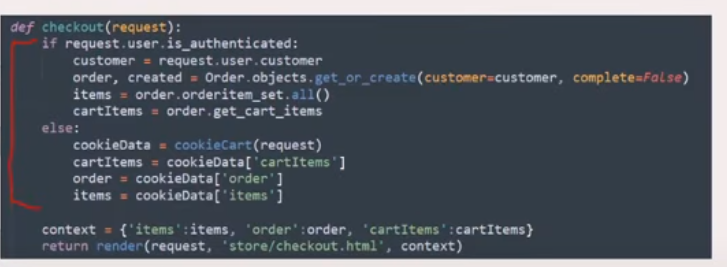 def checkout(request):
if request.user.is_authenticated:
customer = request.user.customer
order, created = Order.objects.get_or_create(customer=customer, complete=False)
items = order.orderitem_set.all()
cartItems = order.get_cart_items
else:
cookieData = cookieCart(request)
cartItems = cookieData['cartItems']
order = cookieData['order']
items = cookieData['items']
context = {'items':items, 'order':order, 'cartItems':cartItems}
return render(request, 'store/checkout.html', context)